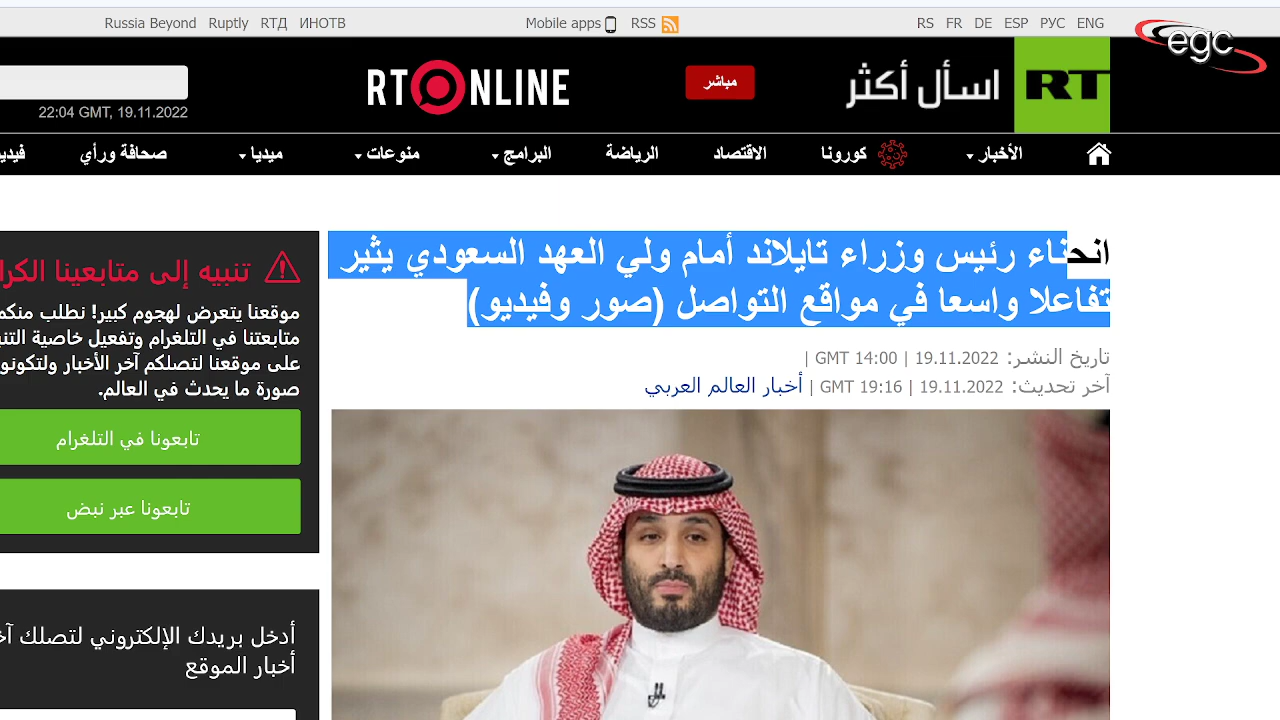 Russia Beyond Ruptly RTД ИНОТВ
Mobile apps RSS
RS FR DE ESP РУС ENG
egc
RT ONLINE
مباشر
اسأل أكثر
RT
22:04 GMT, 19.11.2022
الأخبار
كورونا
الاقتصاد
الرياضة
البرامج
منوعات
ميديا
صحافة ورأي
انحناء رئيس وزراء تايلاند أمام ولي العهد السعودي يثير
تفاعلا واسعا في مواقع التواصل (صور وفيديو)
تاريخ النشر: 19.11.2022 | 14:00 GMT |
آخر تحديث: 19.11.2022 | 19:16 GMT | أخبار العالم العربي
تنبيه إلى متابعينا
موقعنا يتعرض لهجوم كبير! نطلب منكم
متابعتنا في التلغرام وتفعيل خاصية
على موقعنا لتصلكم آخر الأخبار ولتكونوا
صورة ما يحدث في العالم.
تابعونا في التلغرام
تابعونا عبر نبض
أدخل بريدك الإلكتروني لتصلك
أخبار الموقع